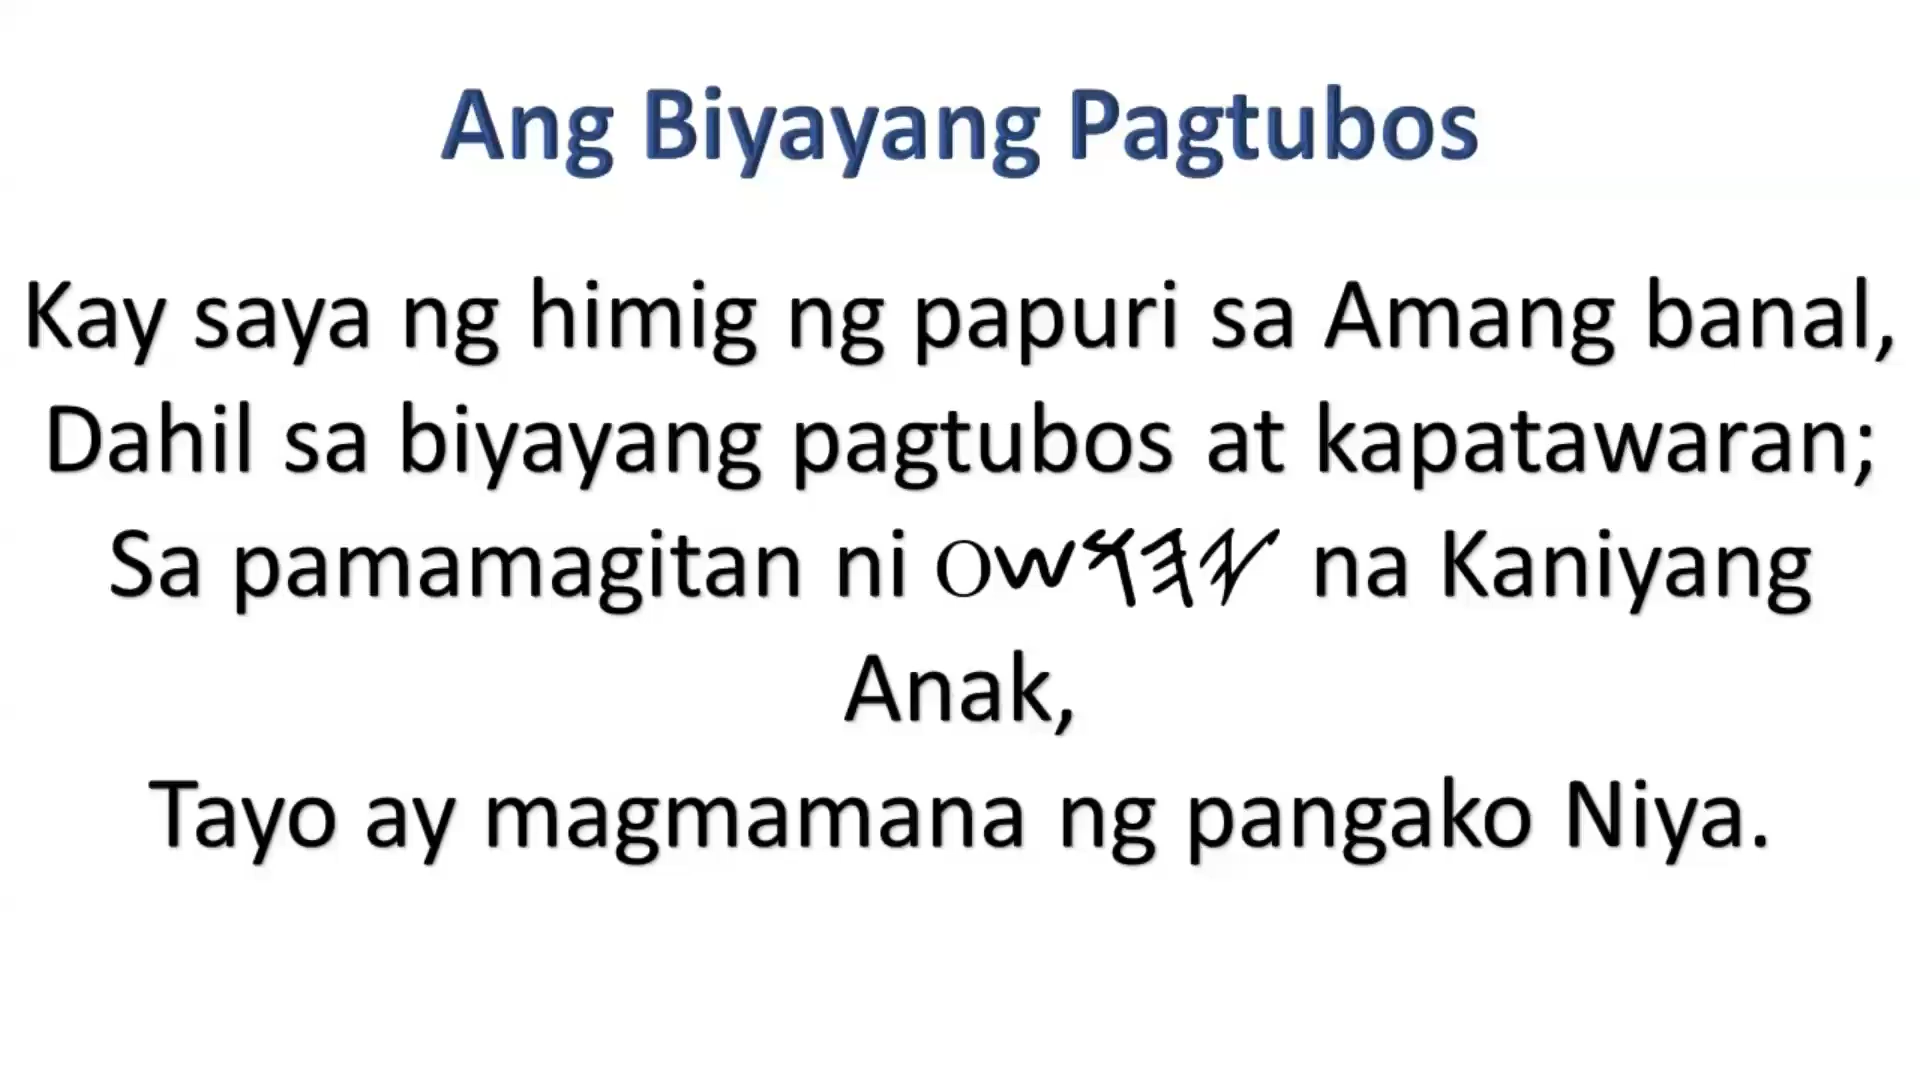 Ang Biyayang Pagtubos
Kay saya ng himig ng papuri sa Amang banal,
Dahil sa biyayang pagtubos at kapatawaran;
Sa pamamagitan ni 𐤉𐤄𐤅𐤔𐤏 na Kaniyang
Anak,
Tayo ay magmamana ng pangako Niya.